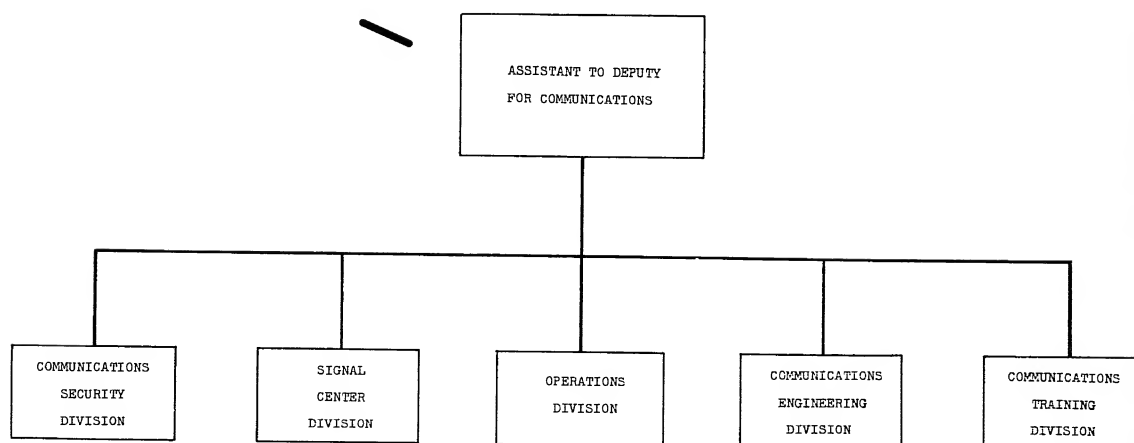 ASSISTANT TO DEPUTY
FOR COMMUNICATIONS
COMMUNICATIONS
SECURITY
DIVISION
SIGNAL
CENTER
DIVISION
OPERATIONS
DIVISION
COMMUNICATIONS
ENGINEERING
DIVISION
COMMUNICATIONS
TRAINING
DIVISION